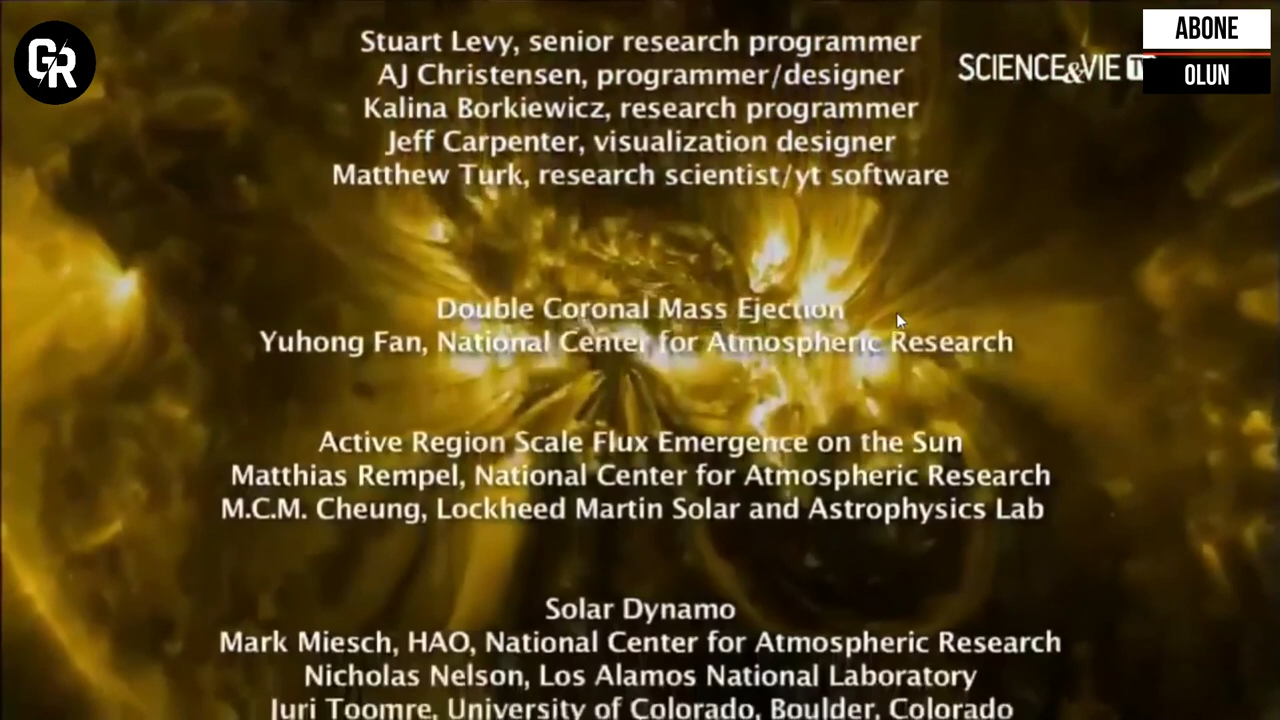 GR
ABONE
OLUN
SCIENCE&VIE
Stuart Levy, senior research programmer
AJ Christensen, programmer/designer
Kalina Borkiewicz, research programmer
Jeff Carpenter, visualization designer
Matthew Turk, research scientist/yt software
Double Coronal Mass Ejection
Yuhong Fan, National Center for Atmospheric Research
Active Region Scale Flux Emergence on the Sun
Matthias Rempel, National Center for Atmospheric Research
M.C.M. Cheung, Lockheed Martin Solar and Astrophysics Lab
Solar Dynamo
Mark Miesch, HAO, National Center for Atmospheric Research
Nicholas Nelson, Los Alamos National Laboratory
Juri Toomre, University of Colorado, Boulder, Colorado